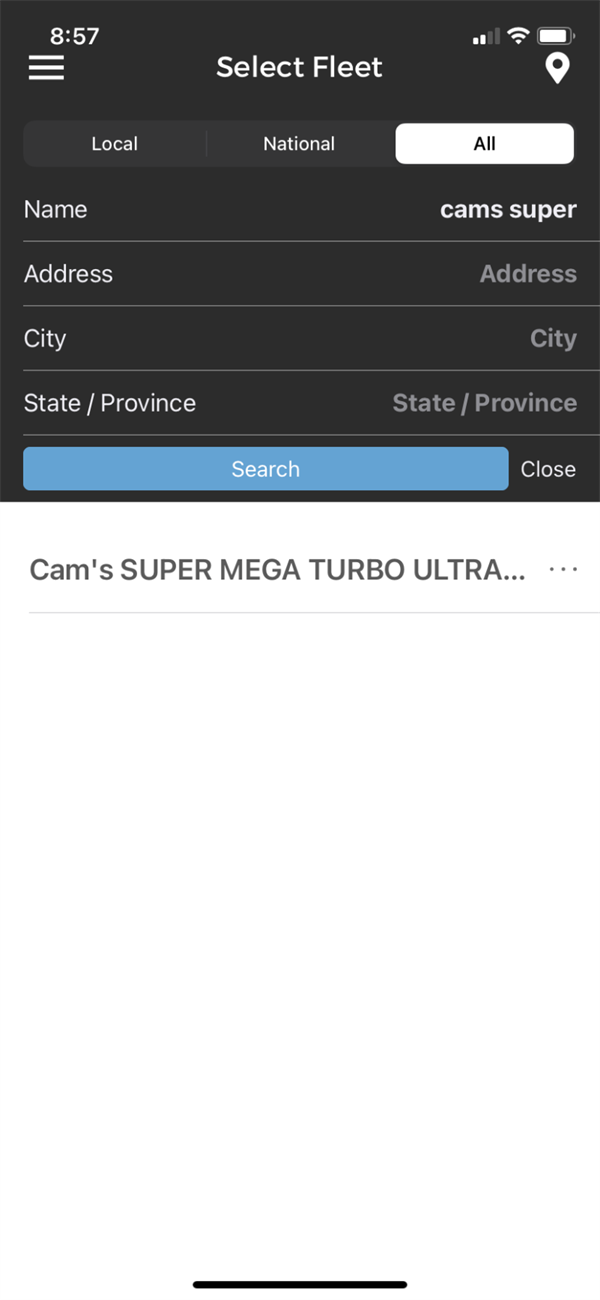 8:57
Select Fleet
Local National All
Name cams super
Address Address
City City
State / Province State / Province
Search Close
Cam's SUPER MEGA TURBO ULTRA... ...